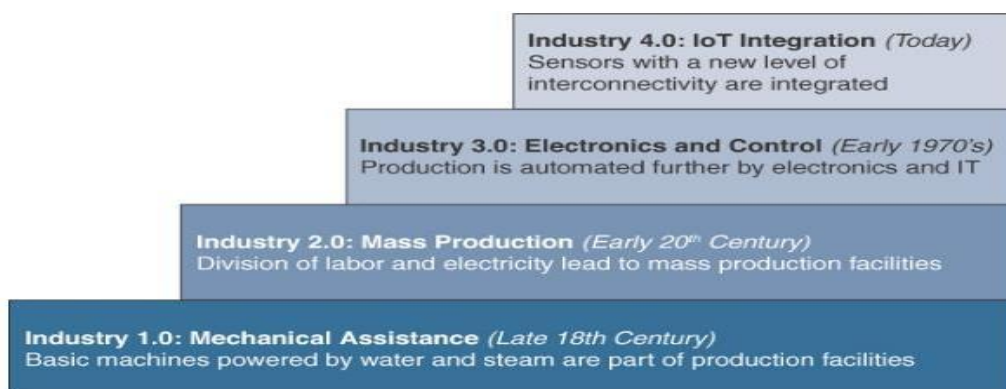 Industry 4.0: IoT Integration (Today)
Sensors with a new level of
interconnectivity are integrated
Industry 3.0: Electronics and Control (Early 1970's)
Production is automated further by electronics and IT
Industry 2.0: Mass Production (Early 20th Century)
Division of labor and electricity lead to mass production facilities
Industry 1.0: Mechanical Assistance (Late 18th Century)
Basic machines powered by water and steam are part of production facilities